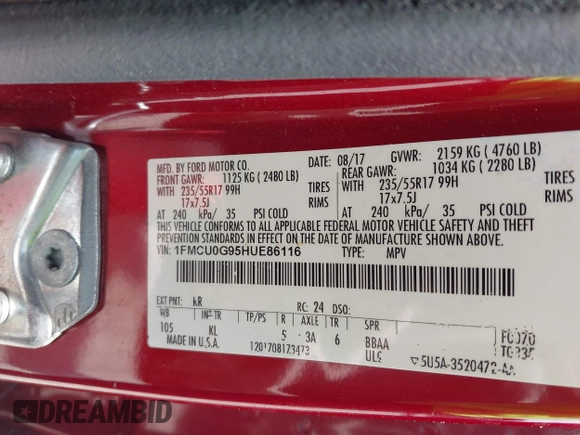 MFD. BY FORD MOTOR CO.
DATE: 08/17 GVWR: 2159 KG ( 4760 LB)
FRONT GAWR: 1125 KG ( 2480 LB)
REAR GAWR: 1034 KG ( 2280 LB)
WITH 235/55R17 99H TIRES
17x7.5J RIMS
WITH 235/55R17 99H TIRES
17x7.5J RIMS
AT 240 kPa/ 35 PSI COLD
AT 240 kPa/ 35 PSI COLD
THIS VEHICLE CONFORMS TO ALL APPLICABLE FEDERAL MOTOR VEHICLE SAFETY AND THEFT
PREVENTION STANDARDS IN EFFECT ON THE DATE OF MANUFACTURE SHOWN ABOVE.
VIN: 1FMCU0G95HUE86116 TYPE: MPV
EXT PNT: RR RC: 24 DSO:
WB INT TR TP/PS R AXLE TR SPR
105 KL 5 3A 6 BBAA
MADE IN U.S.A. ULG
1201708173473
5U5A-3520472-AA
DREAMBID